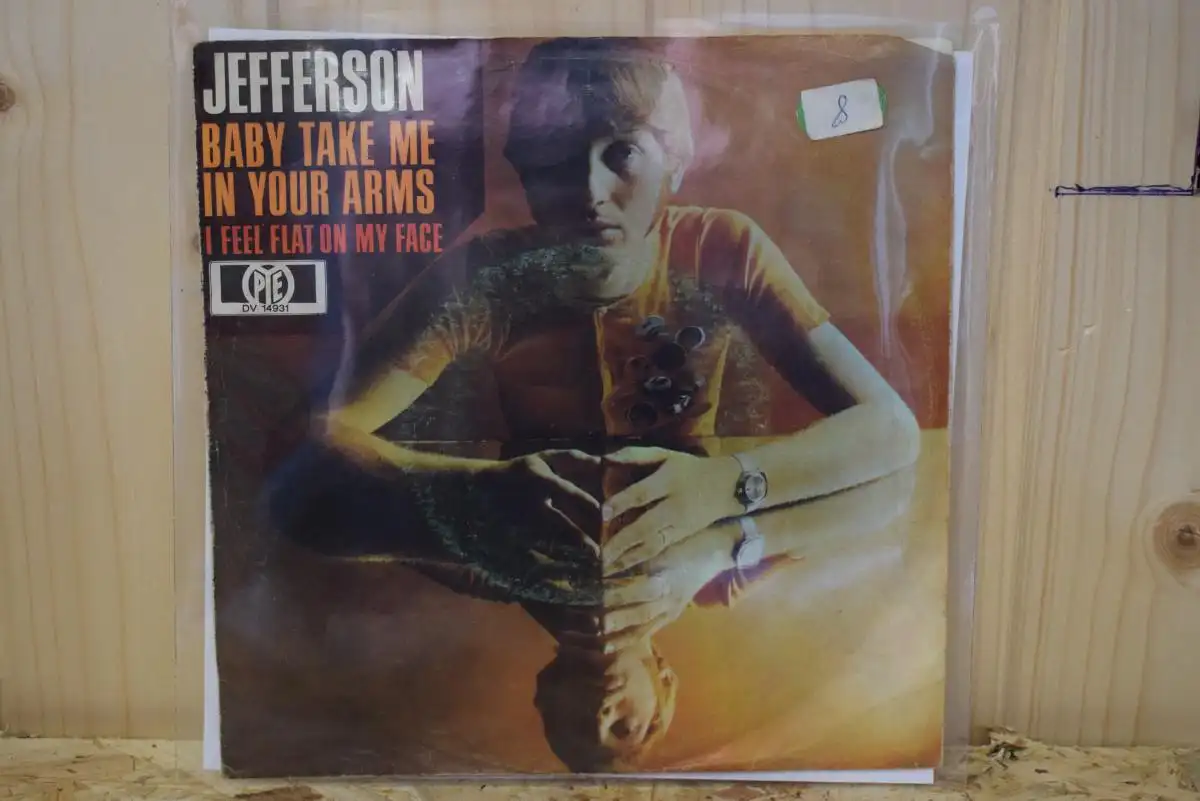 JEFFERSON
BABY TAKE ME
IN YOUR ARMS
I FEEL FLAT ON MY FACE
PYE
DV 14931
8